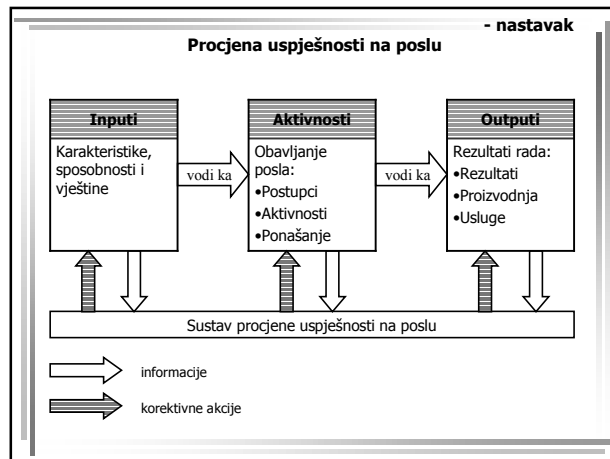 - nastavak
Procjena uspješnosti na poslu
Inputi
Karakteristike,
sposobnosti i
vještine
vodi ka
Aktivnosti
Obavljanje
posla:
•Postupci
•Aktivnosti
•Ponašanje
vodi ka
Outputi
Rezultati rada:
•Rezultati
•Proizvodnja
•Usluge
Sustav procjene uspješnosti na poslu
informacije
korektivne akcije